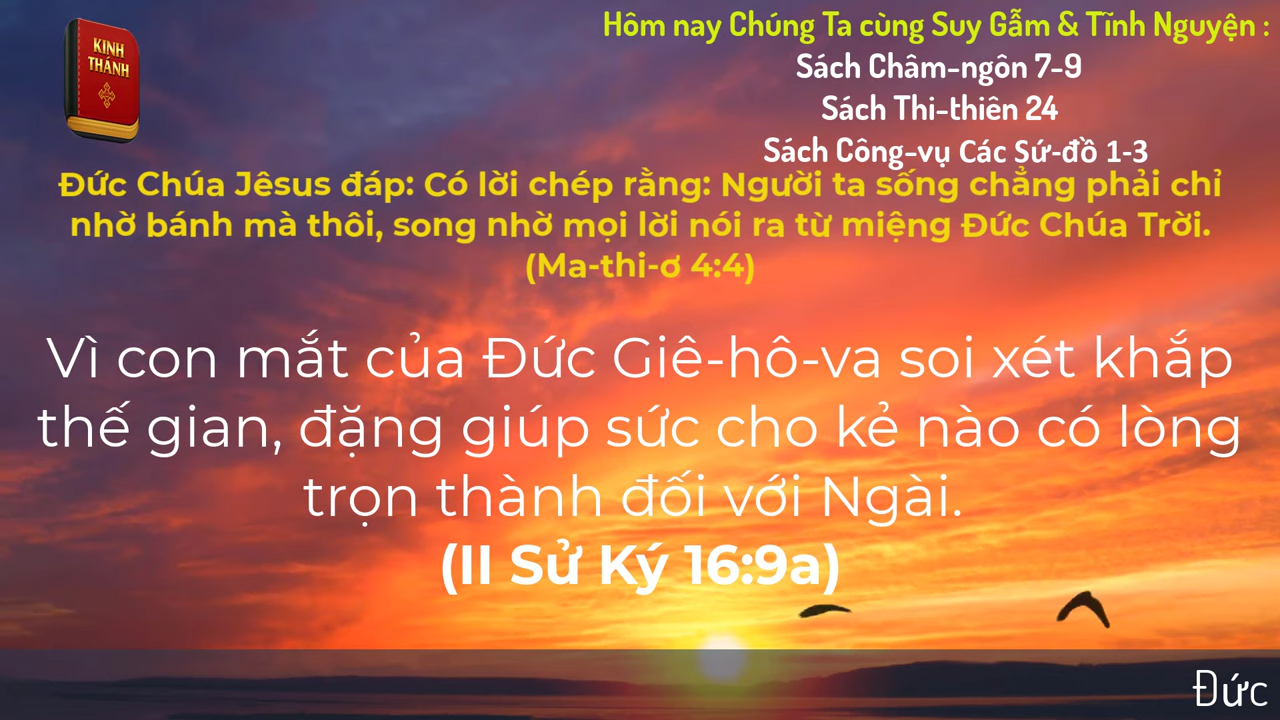 KINH
THÁNH
Hôm nay Chúng Ta cùng Suy Gẫm & Tĩnh Nguyện :
Sách Châm-ngôn 7-9
Sách Thi-thiên 24
Sách Công-vụ Các Sứ-đồ 1-3
Đức Chúa Jêsus đáp: Có lời chép rằng: Người ta sống chẳng phải chỉ
nhờ bánh mà thôi, song nhờ mọi lời nói ra từ miệng Đức Chúa Trời.
(Ma-thi-ơ 4:4)
Vì con mắt của Đức Giê-hô-va soi xét khắp
thế gian, đặng giúp sức cho kẻ nào có lòng
trọn thành đối với Ngài.
(II Sử Ký 16:9a)
Đức